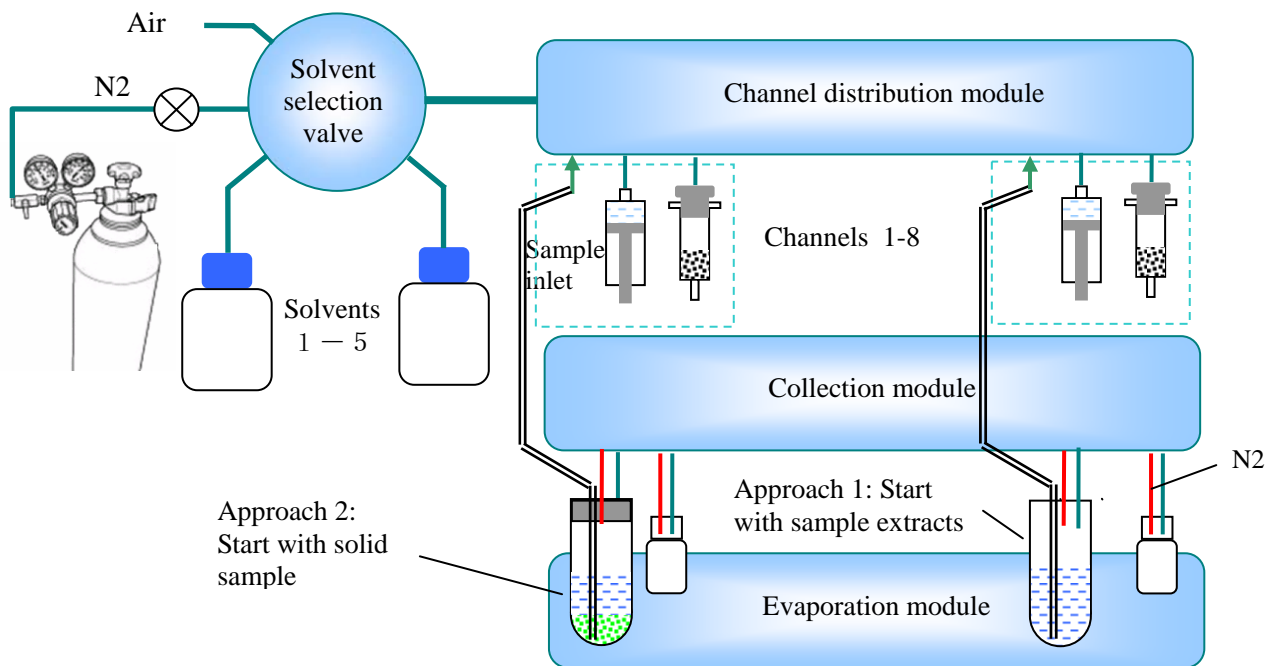 Air
N2
Solvent
selection
valve
Channel distribution module
Sample
inlet
Channels 1-8
Solvents
1 － 5
Collection module
N2
Approach 2:
Start with solid
sample
Approach 1: Start
with sample extracts
Evaporation module